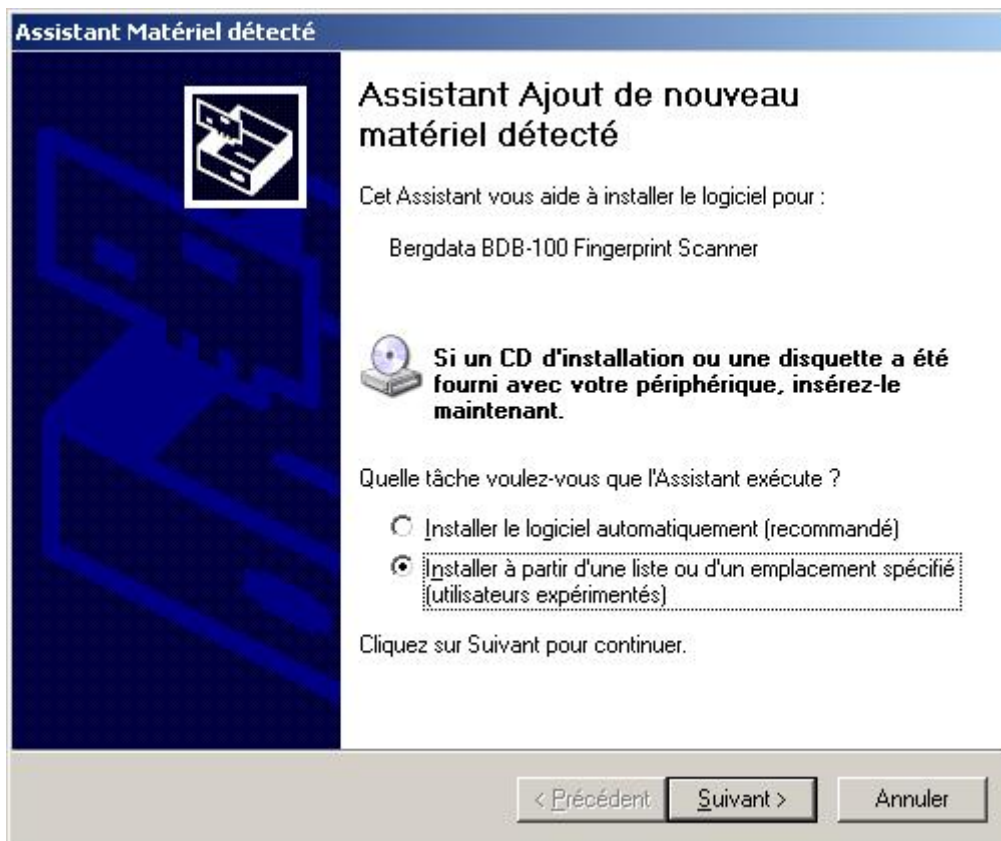 Assistant Matériel détecté
Assistant Ajout de nouveau
matériel détecté
Cet Assistant vous aide à installer le logiciel pour :
Bergdata BDB-100 Fingerprint Scanner
Si un CD d'installation ou une disquette a été
fourni avec votre périphérique, insérez-le
maintenant.
Quelle tâche voulez-vous que l'Assistant exécute ?
Installer le logiciel automatiquement (recommandé)
Installer à partir d'une liste ou d'un emplacement spécifié
(utilisateurs expérimentés)
Cliquez sur Suivant pour continuer.
< Précédent
Suivant >
Annuler